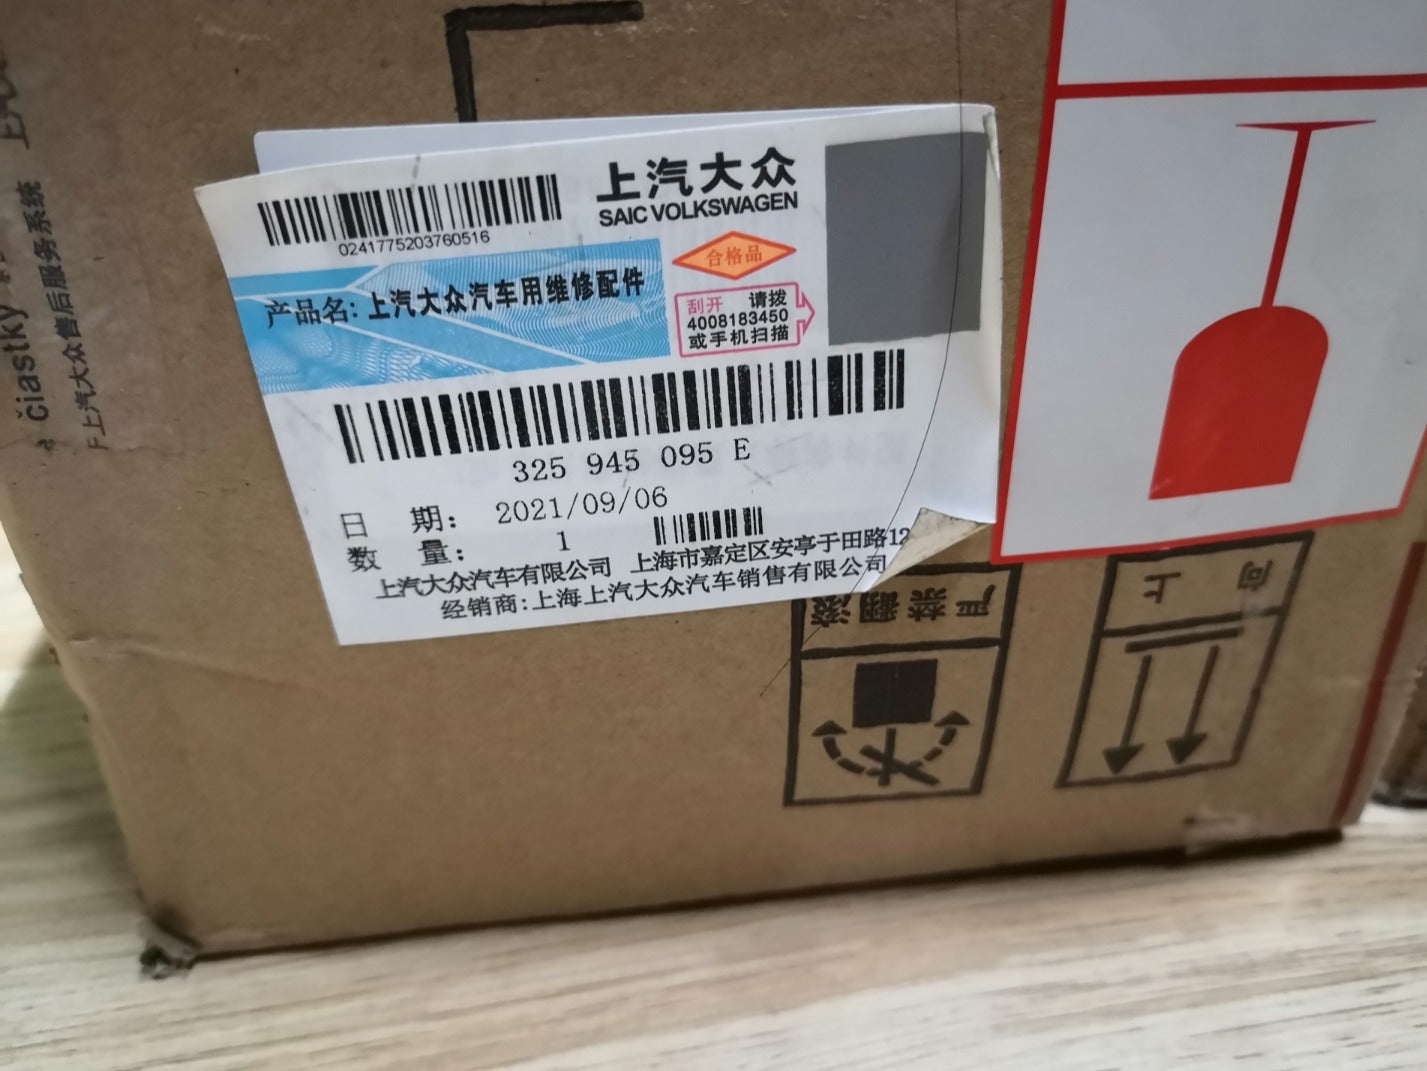 上汽大众
SAIC VOLKSWAGEN
0241775203760516
合格品
产品名: 上汽大众汽车用维修配件
刮开 请拨
4008183450
或手机扫描
325 945 095 E
日 期: 2021/09/06
数 量: 1
上汽大众汽车有限公司 上海市嘉定区安亭于田路12
经销商:上海上汽大众汽车销售有限公司
严禁翻滚
向上
čiastky
上汽大众售后服务系统